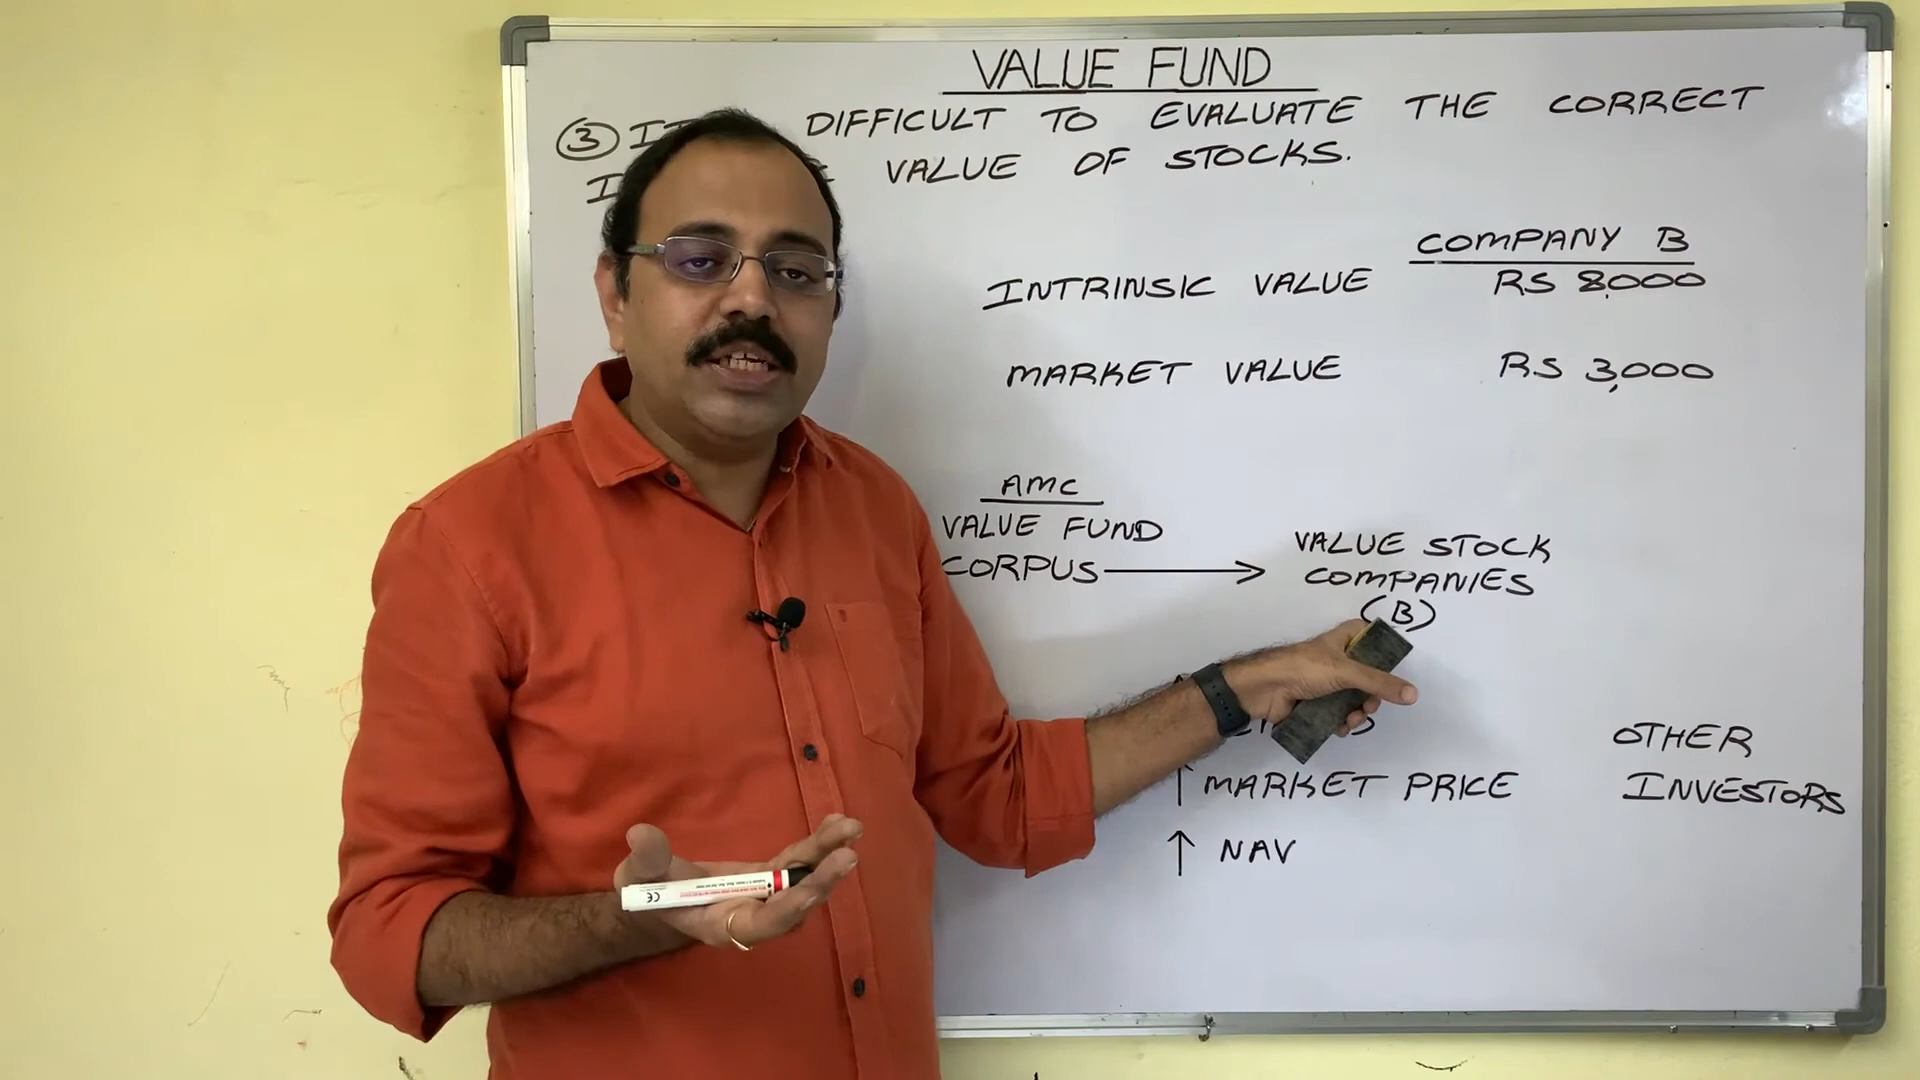 VALUE FUND
③ DIFFICULT TO EVALUATE THE CORRECT
VALUE OF STOCKS.
COMPANY B
INTRINSIC VALUE RS 8,000
MARKET VALUE RS 3,000
AMC
VALUE FUND
CORPUS → VALUE STOCK
COMPANIES
(B)
↑ MARKET PRICE
OTHER
INVESTORS
↑ NAV
CE